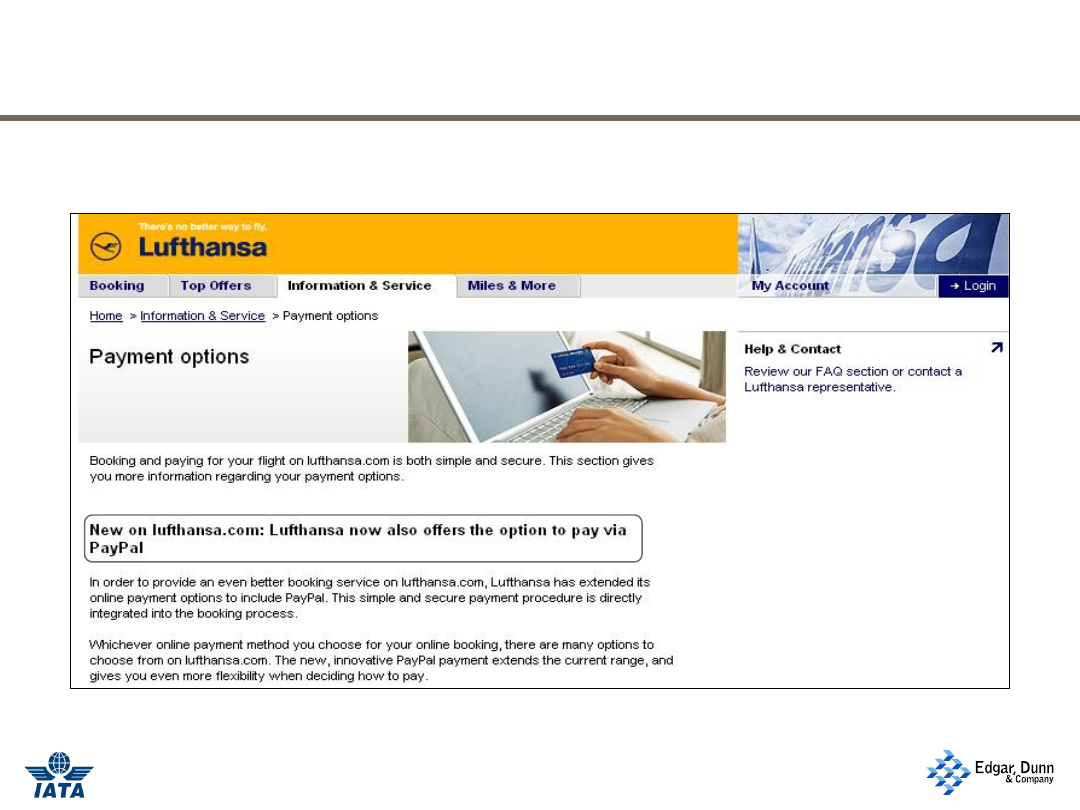 There's no better way to fly.
Lufthansa
Lufthansa
Booking
Top Offers
Information & Service
Miles & More
My Account
Login
Home > Information & Service > Payment options
Payment options
Help & Contact
Review our FAQ section or contact a
Lufthansa representative.
Booking and paying for your flight on lufthansa.com is both simple and secure. This section gives
you more information regarding your payment options.
New on lufthansa.com: Lufthansa now also offers the option to pay via
PayPal
In order to provide an even better booking service on lufthansa.com, Lufthansa has extended its
online payment options to include PayPal. This simple and secure payment procedure is directly
integrated into the booking process.
Whichever online payment method you choose for your online booking, there are many options to
choose from on lufthansa.com. The new, innovative PayPal payment extends the current range, and
gives you even more flexibility when deciding how to pay.
IATA
Edgar, Dunn
& Company